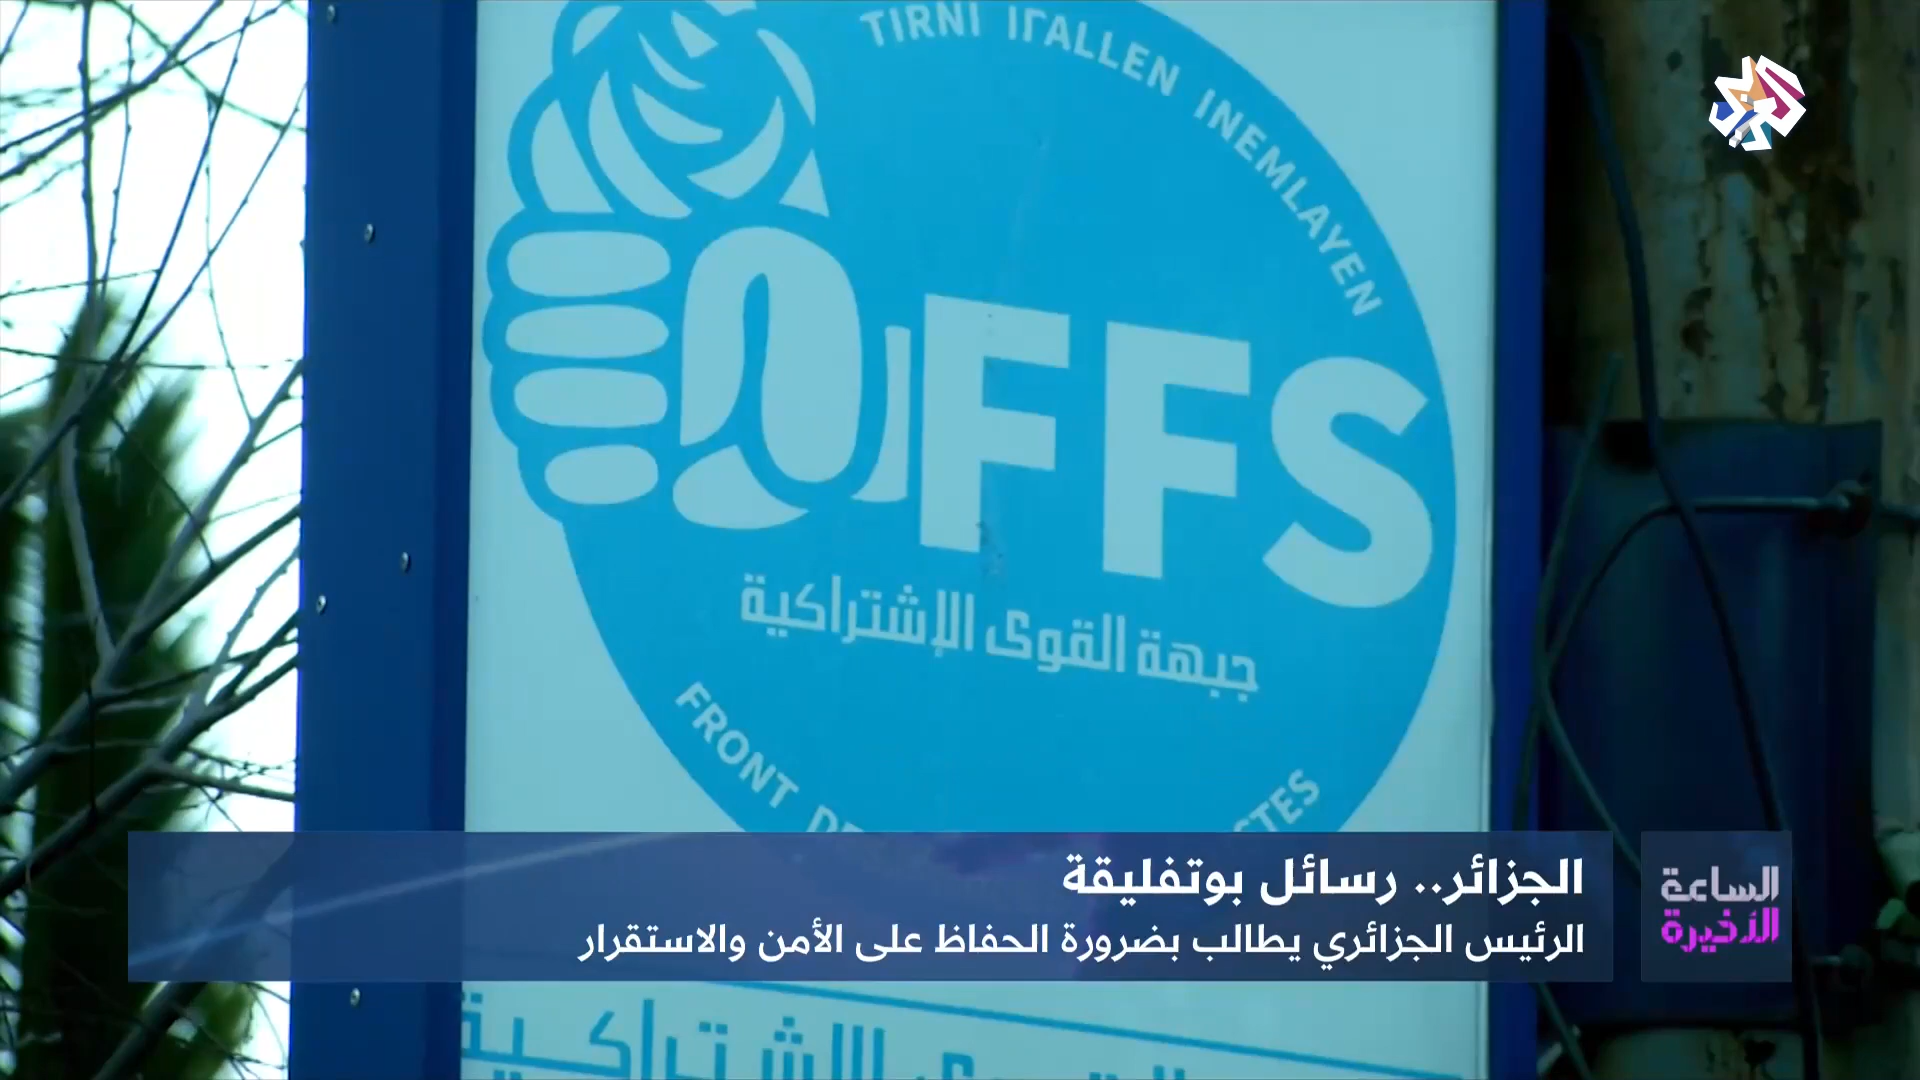 TIRNI IΓALLEN INEMLAYEN
FFS
جبهة القوى الإشتراكية
FRONT
الجزائر.. رسائل بوتفليقة
الرئيس الجزائري يطالب بضرورة الحفاظ على الأمن والاستقرار
الساعة
الأخيرة